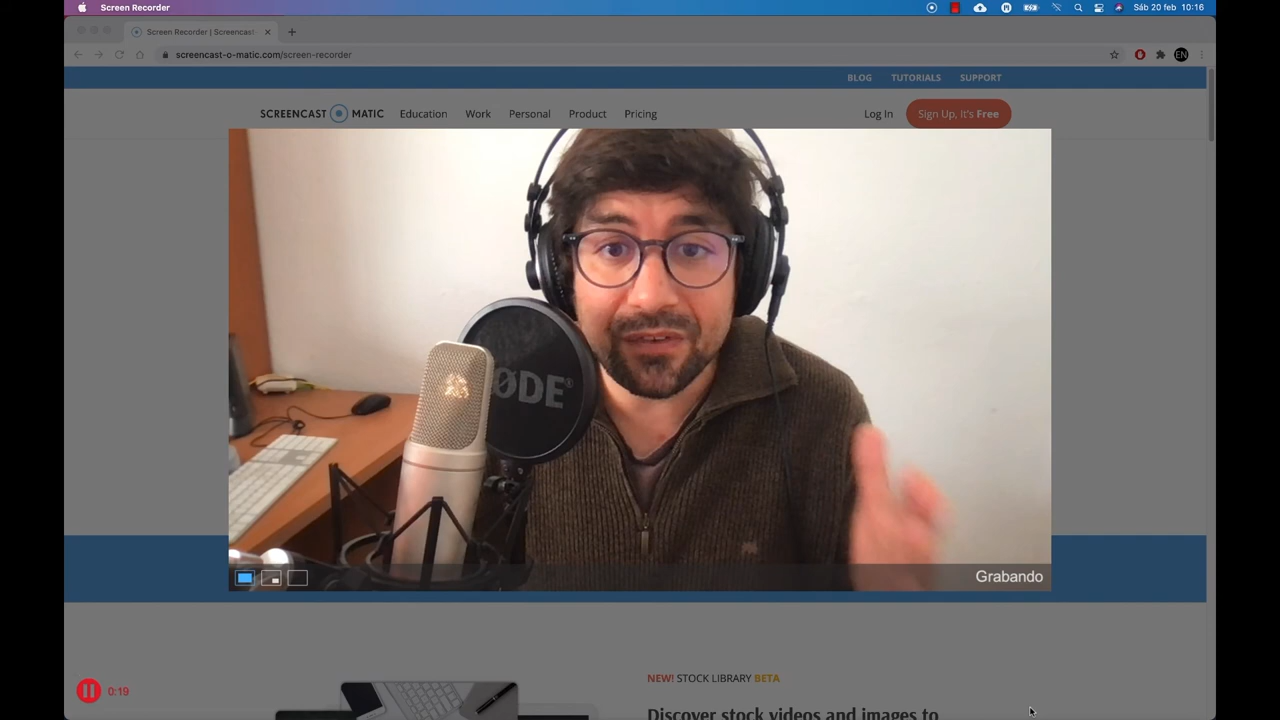 Screen Recorder
Sáb 20 feb 10:16
Screen Recorder | Screencast-
screencast-o-matic.com/screen-recorder
EN
BLOG TUTORIALS SUPPORT
SCREENCAST MATIC Education Work Personal Product Pricing Log In Sign Up, It's Free
RØDE®
Grabando
0:19
NEW! STOCK LIBRARY BETA
Discover stock videos and images to